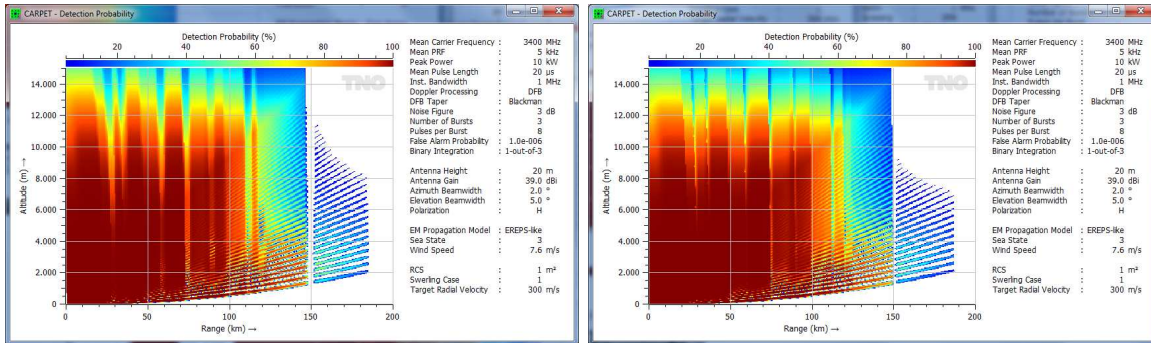 CARPET - Detection Probability
Detection Probability (%)
20 40 60 80 100
TNO
14.000
12.000
10.000
8.000
6.000
4.000
2.000
0
Altitude (m) →
0 50 100 150 200
Range (km) →
Mean Carrier Frequency : 3400 MHz
Mean PRF : 5 kHz
Peak Power : 10 kW
Mean Pulse Length : 20 µs
Inst. Bandwidth : 1 MHz
Doppler Processing : DFB
DFB Taper : Blackman
Noise Figure : 3 dB
Number of Bursts : 3
Pulses per Burst : 8
False Alarm Probability : 1.0e-006
Binary Integration : 1-out-of-3
Antenna Height : 20 m
Antenna Gain : 39.0 dBi
Azimuth Beamwidth : 2.0 °
Elevation Beamwidth : 5.0 °
Polarization : H
EM Propagation Model : EREPS-like
Sea State : 3
Wind Speed : 7.6 m/s
RCS : 1 m²
Swerling Case : 1
Target Radial Velocity : 300 m/s
CARPET - Detection Probability
Detection Probability (%)
20 40 60 80 100
TNO
14.000
12.000
10.000
8.000
6.000
4.000
2.000
0
Altitude (m) →
0 50 100 150 200
Range (km) →
Mean Carrier Frequency : 3400 MHz
Mean PRF : 5 kHz
Peak Power : 10 kW
Mean Pulse Length : 20 µs
Inst. Bandwidth : 1 MHz
Doppler Processing : DFB
DFB Taper : Blackman
Noise Figure : 3 dB
Number of Bursts : 3
Pulses per Burst : 8
False Alarm Probability : 1.0e-006
Binary Integration : 1-out-of-3
Antenna Height : 20 m
Antenna Gain : 39.0 dBi
Azimuth Beamwidth : 2.0 °
Elevation Beamwidth : 5.0 °
Polarization : H
EM Propagation Model : EREPS-like
Sea State : 3
Wind Speed : 7.6 m/s
RCS : 1 m²
Swerling Case : 1
Target Radial Velocity : 300 m/s